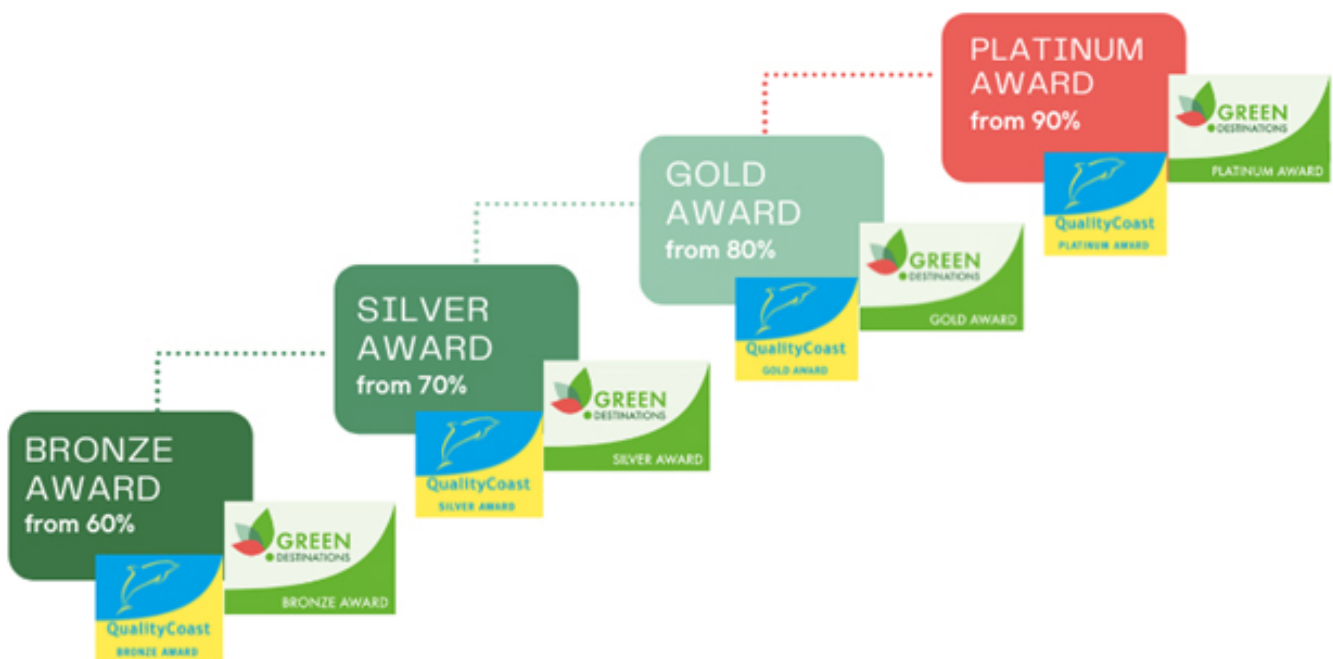 PLATINUM
AWARD
from 90%
GREEN
DESTINATIONS
PLATINUM AWARD
QualityCoast
PLATINUM AWARD
GOLD
AWARD
from 80%
GREEN
DESTINATIONS
GOLD AWARD
QualityCoast
GOLD AWARD
SILVER
AWARD
from 70%
GREEN
DESTINATIONS
SILVER AWARD
QualityCoast
SILVER AWARD
BRONZE
AWARD
from 60%
GREEN
DESTINATIONS
BRONZE AWARD
QualityCoast
BRONZE AWARD